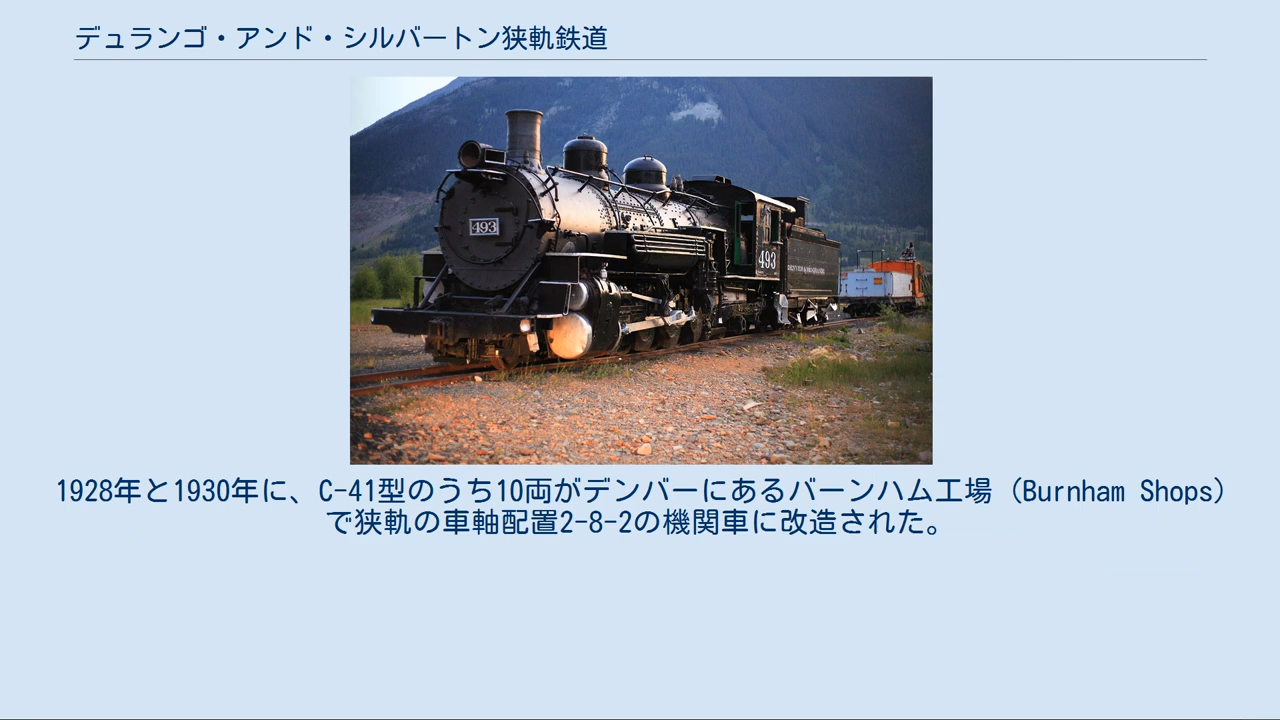 デュランゴ・アンド・シルバートン狭軌鉄道
493
493
DENVER & RIO GRANDE
1928年と1930年に、C-41型のうち10両がデンバーにあるバーンハム工場（Burnham Shops）
で狭軌の車軸配置2-8-2の機関車に改造された。